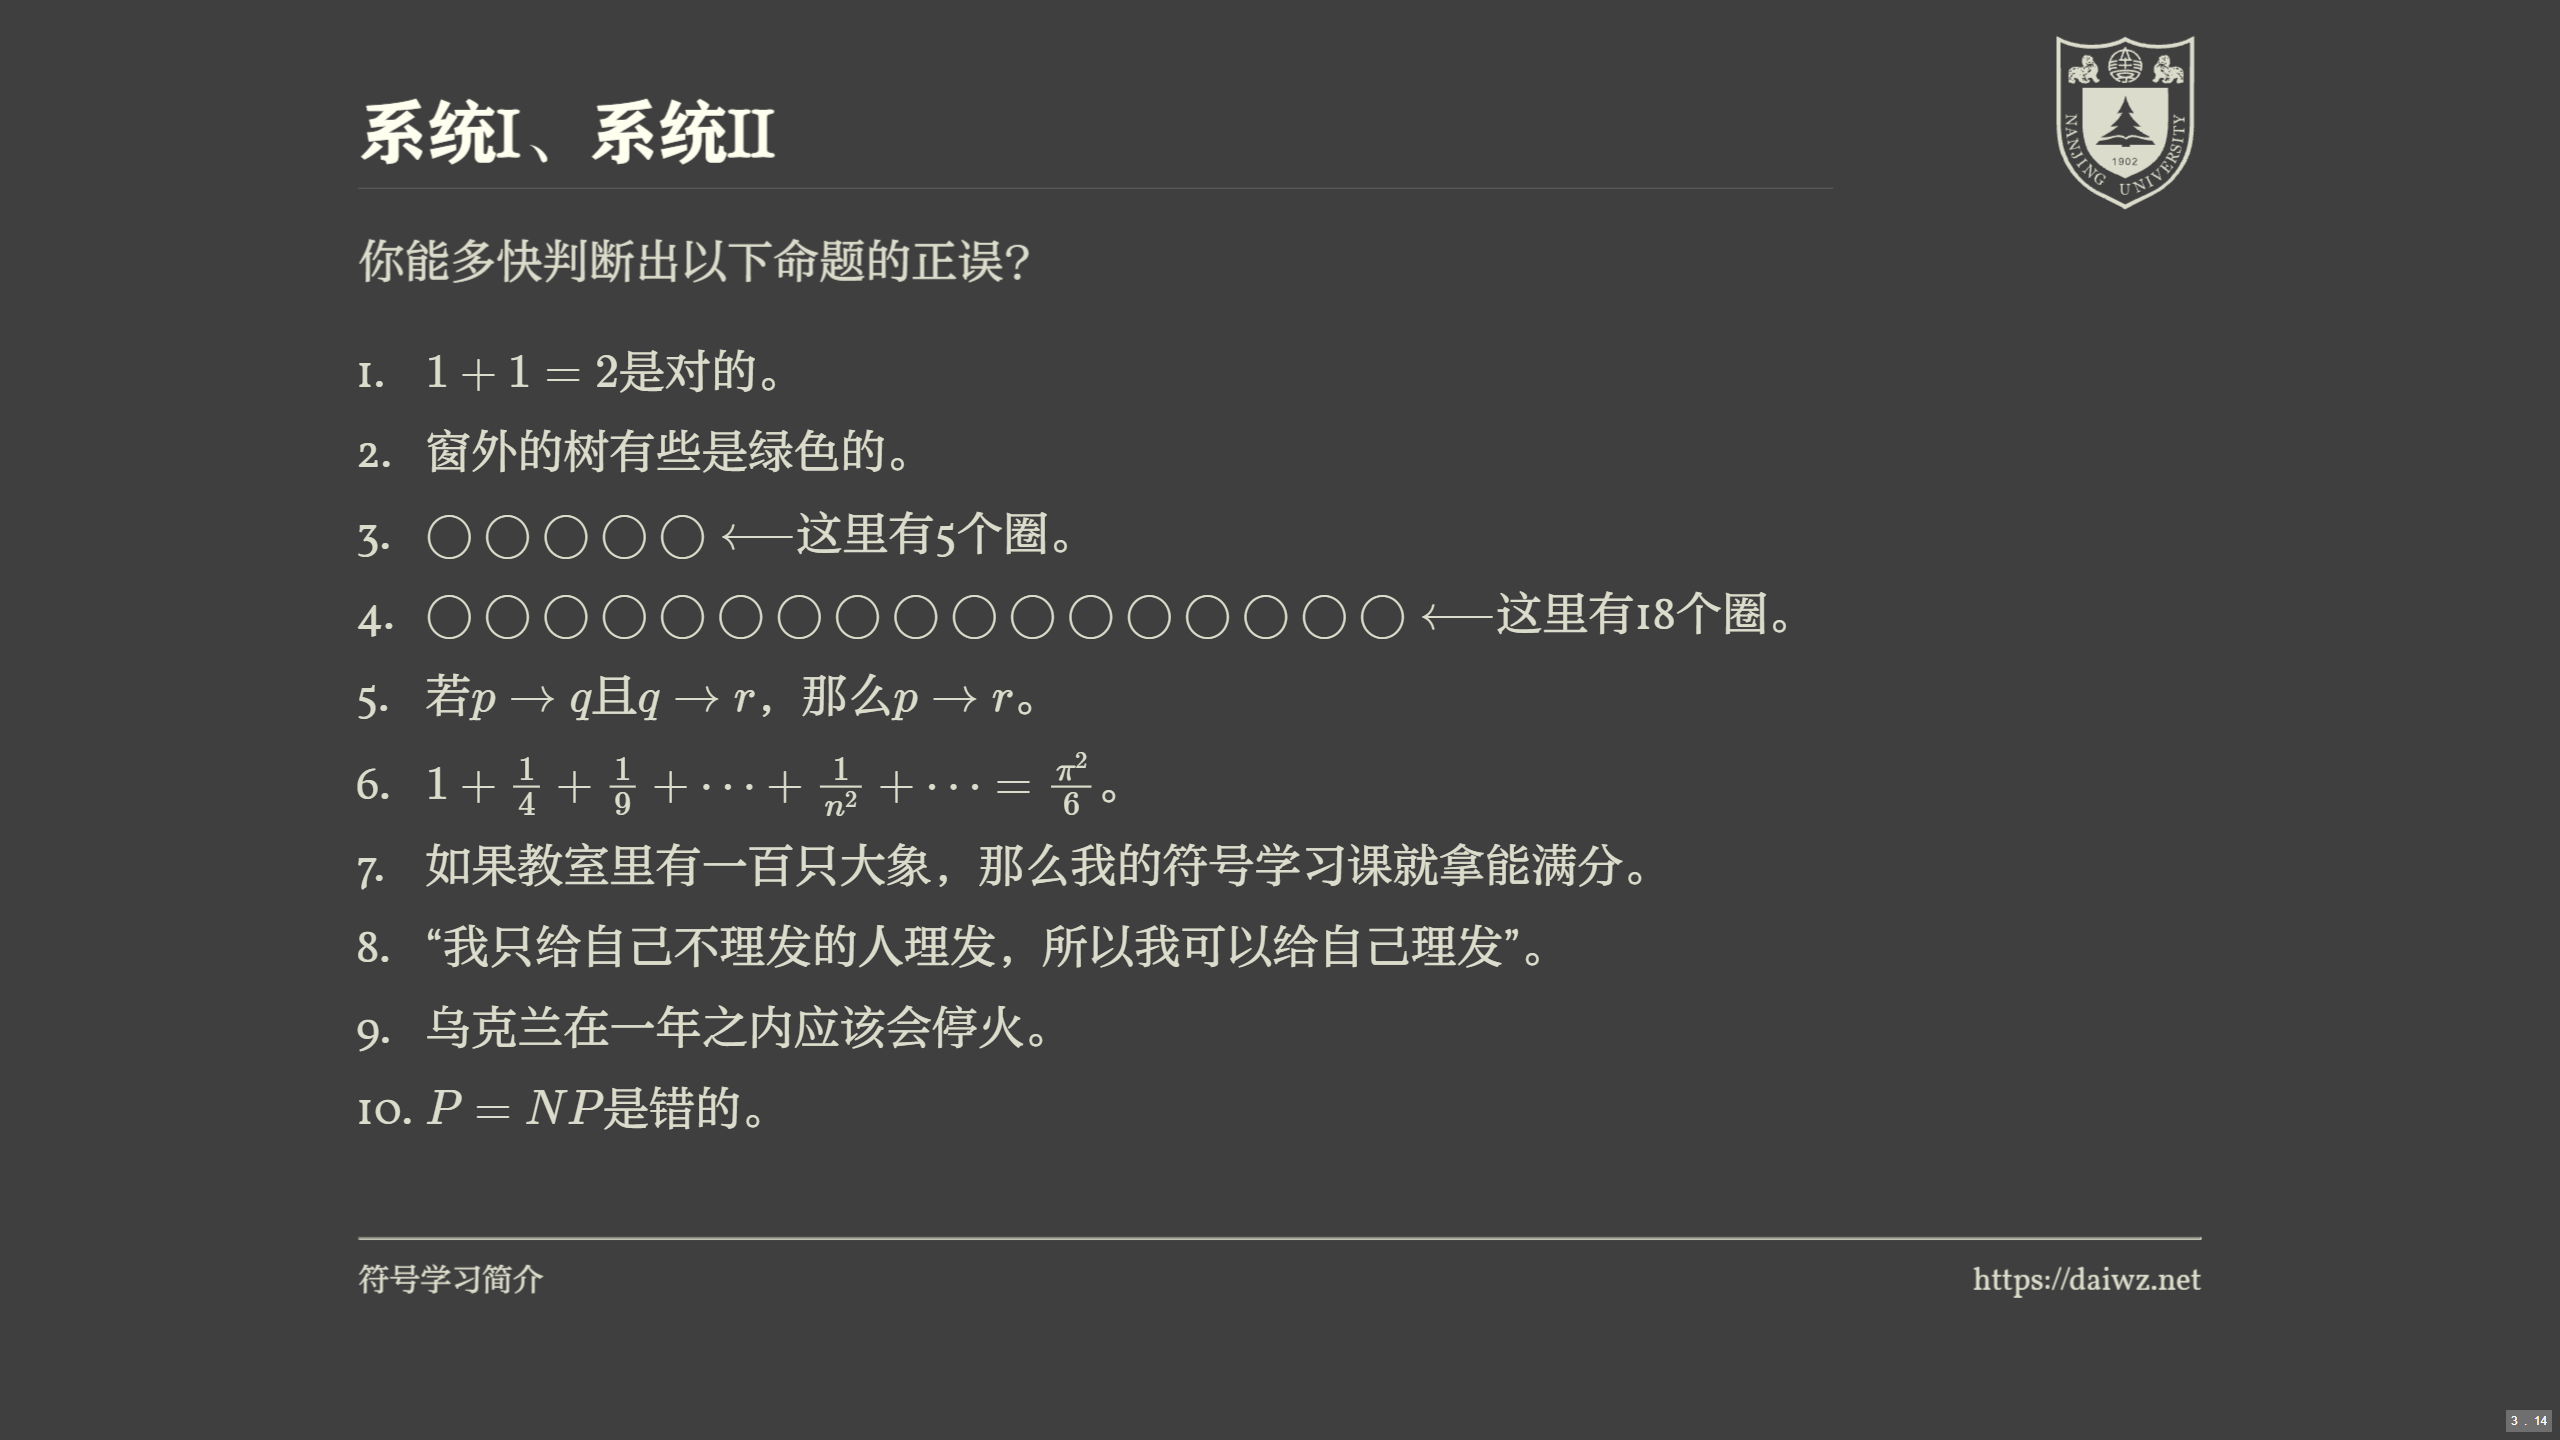 系统I、系统II
NANJING UNIVERSITY
1902
你能多快判断出以下命题的正误?
1. 1 + 1 = 2是对的。
2. 窗外的树有些是绿色的。
3. ◯ ◯ ◯ ◯ ◯ ⟵这里有5个圈。
4. ◯ ◯ ◯ ◯ ◯ ◯ ◯ ◯ ◯ ◯ ◯ ◯ ◯ ◯ ◯ ◯ ◯ ⟵这里有18个圈。
5. 若p → q且q → r，那么p → r。
6. 1 + 1/4 + 1/9 + ··· + 1/n² + ··· = π²/6。
7. 如果教室里有一百只大象，那么我的符号学习课就拿能满分。
8. “我只给自己不理发的人理发，所以我可以给自己理发”。
9. 乌克兰在一年之内应该会停火。
10. P = NP是错的。
符号学习简介
https://daiwz.net
3 . 14